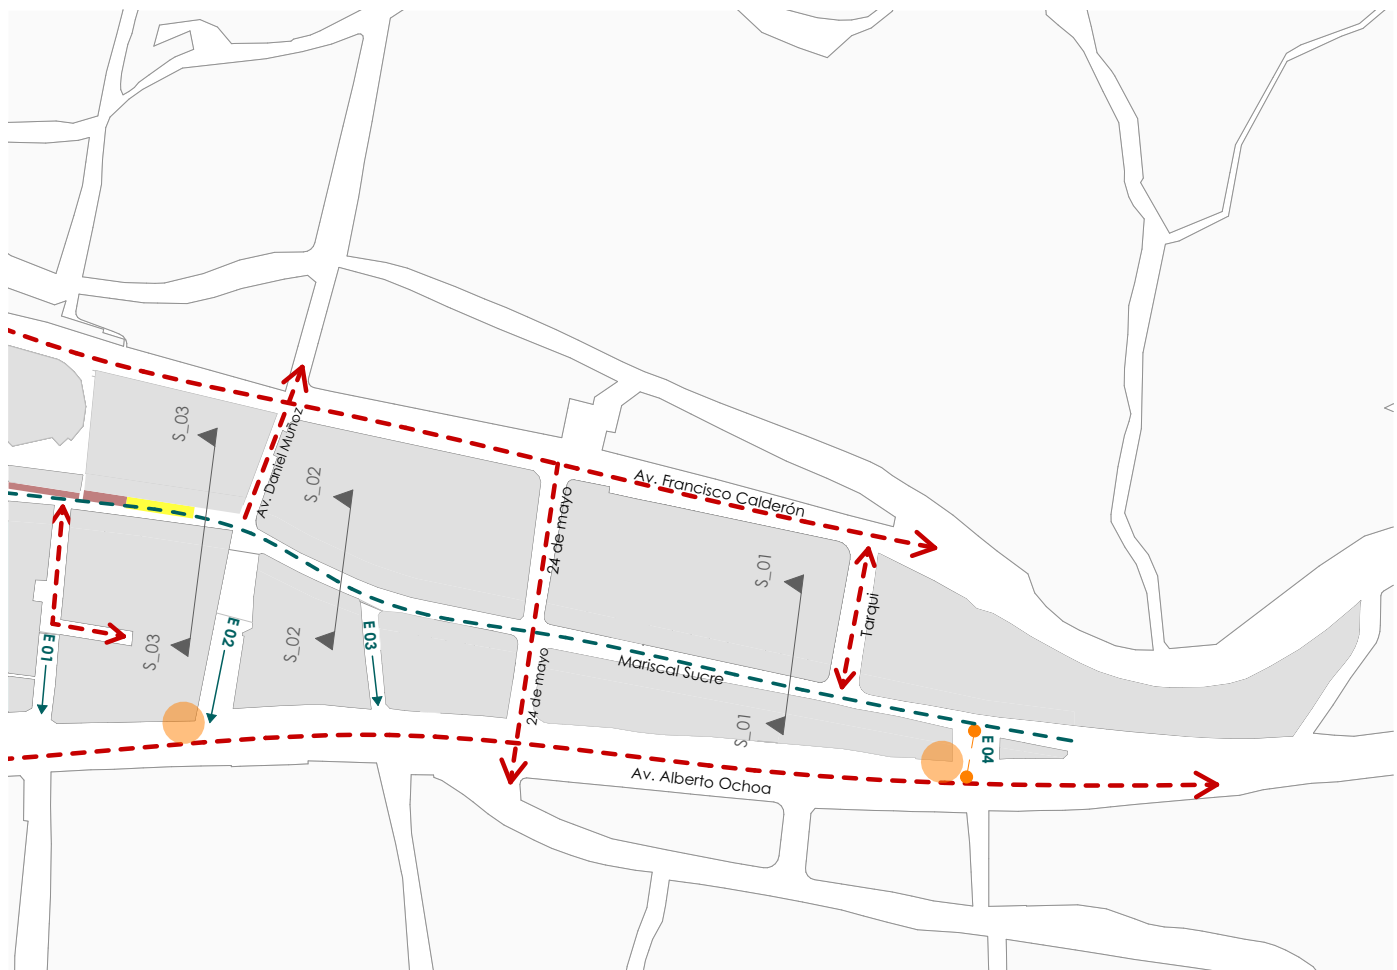 S_03
Av. Daniel Muñoz
S_02
Av. Francisco Calderón
24 de mayo
S_01
Tarqui
E 01
S_03
E 02
S_02
E 03
Mariscal Sucre
24 de mayo
S_01
E 04
Av. Alberto Ochoa